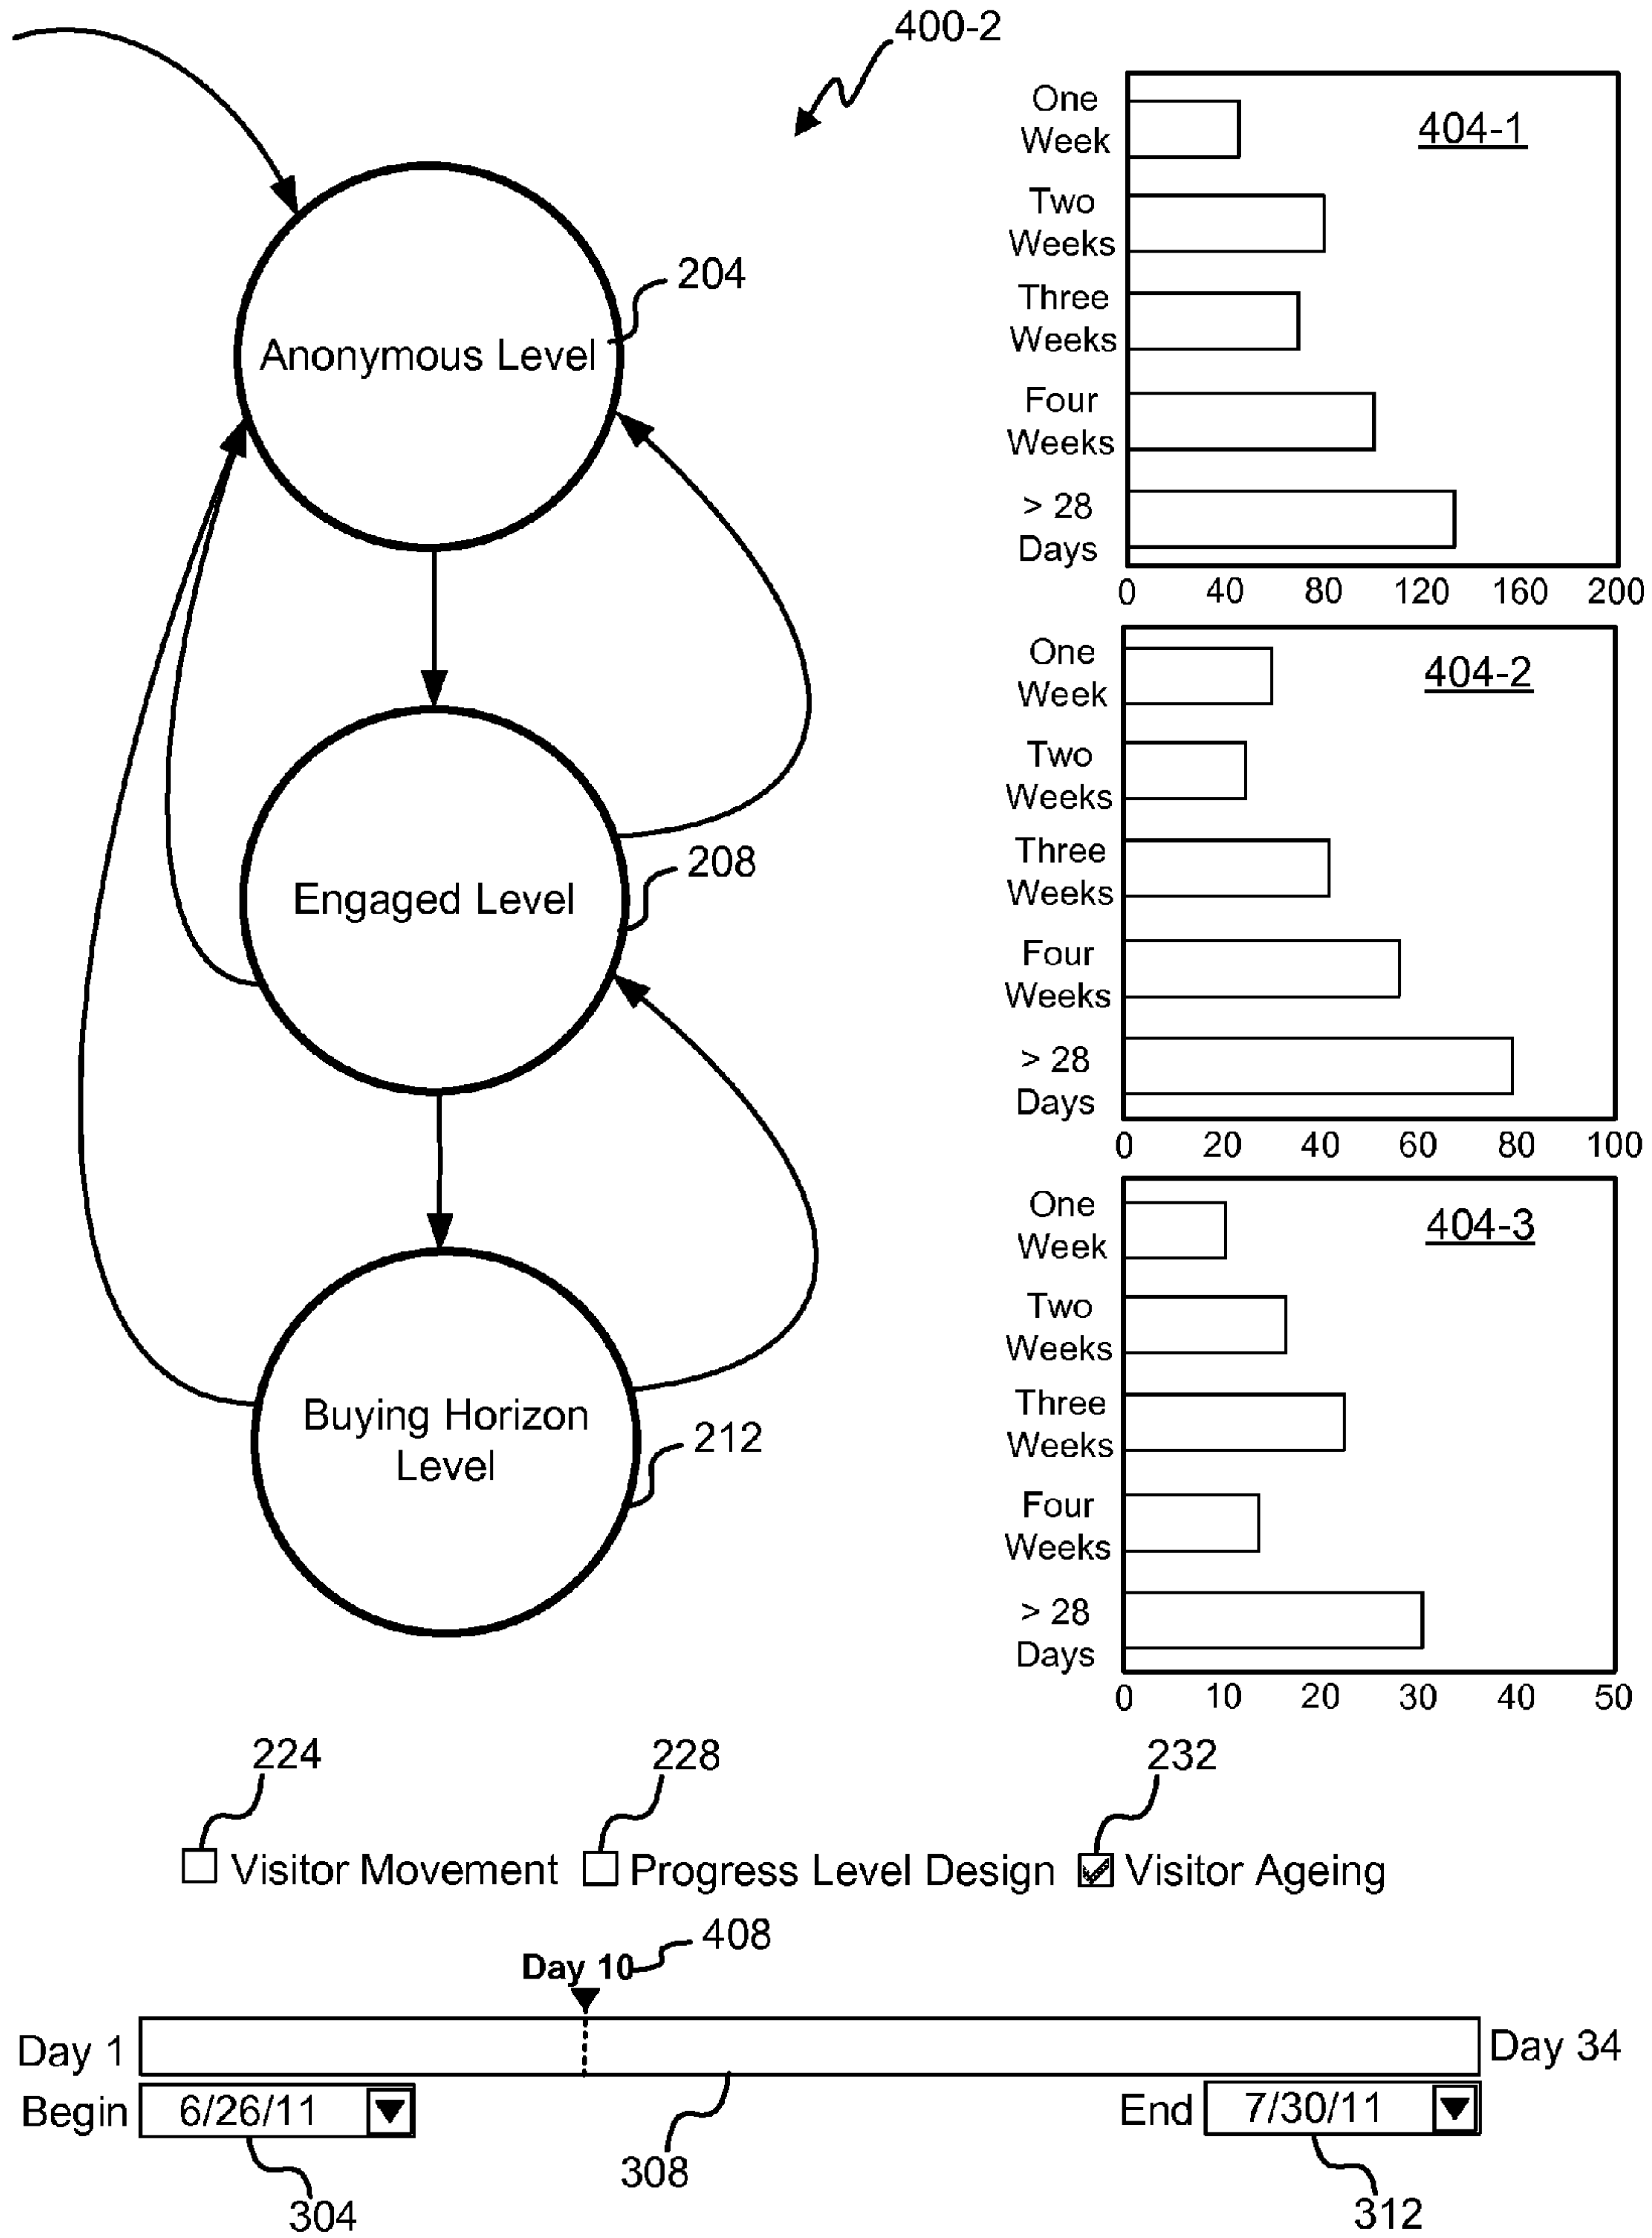 400-2
204
Anonymous Level
208
Engaged Level
Buying Horizon
Level
212
404-1
One
Week
Two
Weeks
Three
Weeks
Four
Weeks
> 28
Days
0 40 80 120 160 200
404-2
One
Week
Two
Weeks
Three
Weeks
Four
Weeks
> 28
Days
0 20 40 60 80 100
404-3
One
Week
Two
Weeks
Three
Weeks
Four
Weeks
> 28
Days
0 10 20 30 40 50
224 228 232
Visitor Movement Progress Level Design Visitor Ageing
408
Day 10
Day 1 Day 34
Begin 6/26/11 End 7/30/11
308
304 312